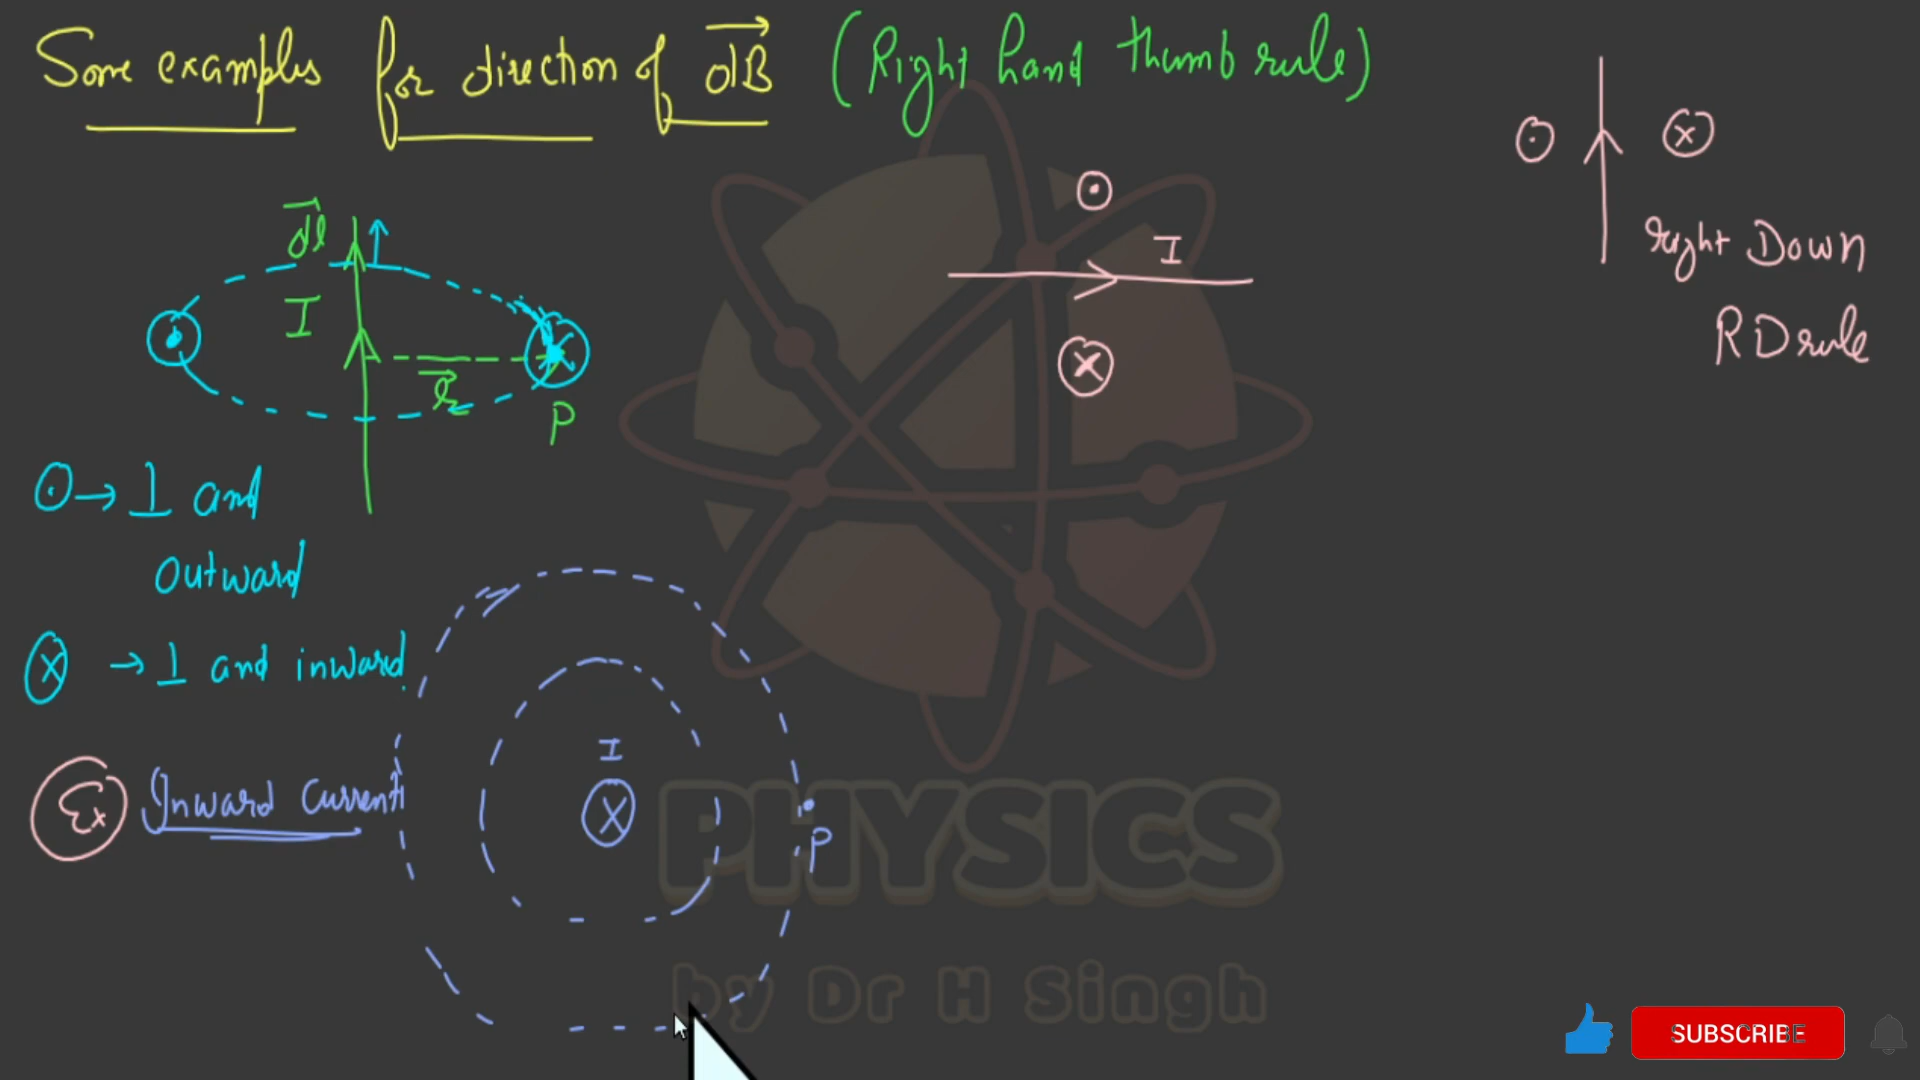 Some examples for direction of dB (Right hand thumb rule)
dl
I
r
P
I
right Down
RD rule
⊙ → ⊥ and
outward
⊗ → ⊥ and inward
Ex Inward Current
I
P
PHYSICS
by Dr H Singh
SUBSCRIBE